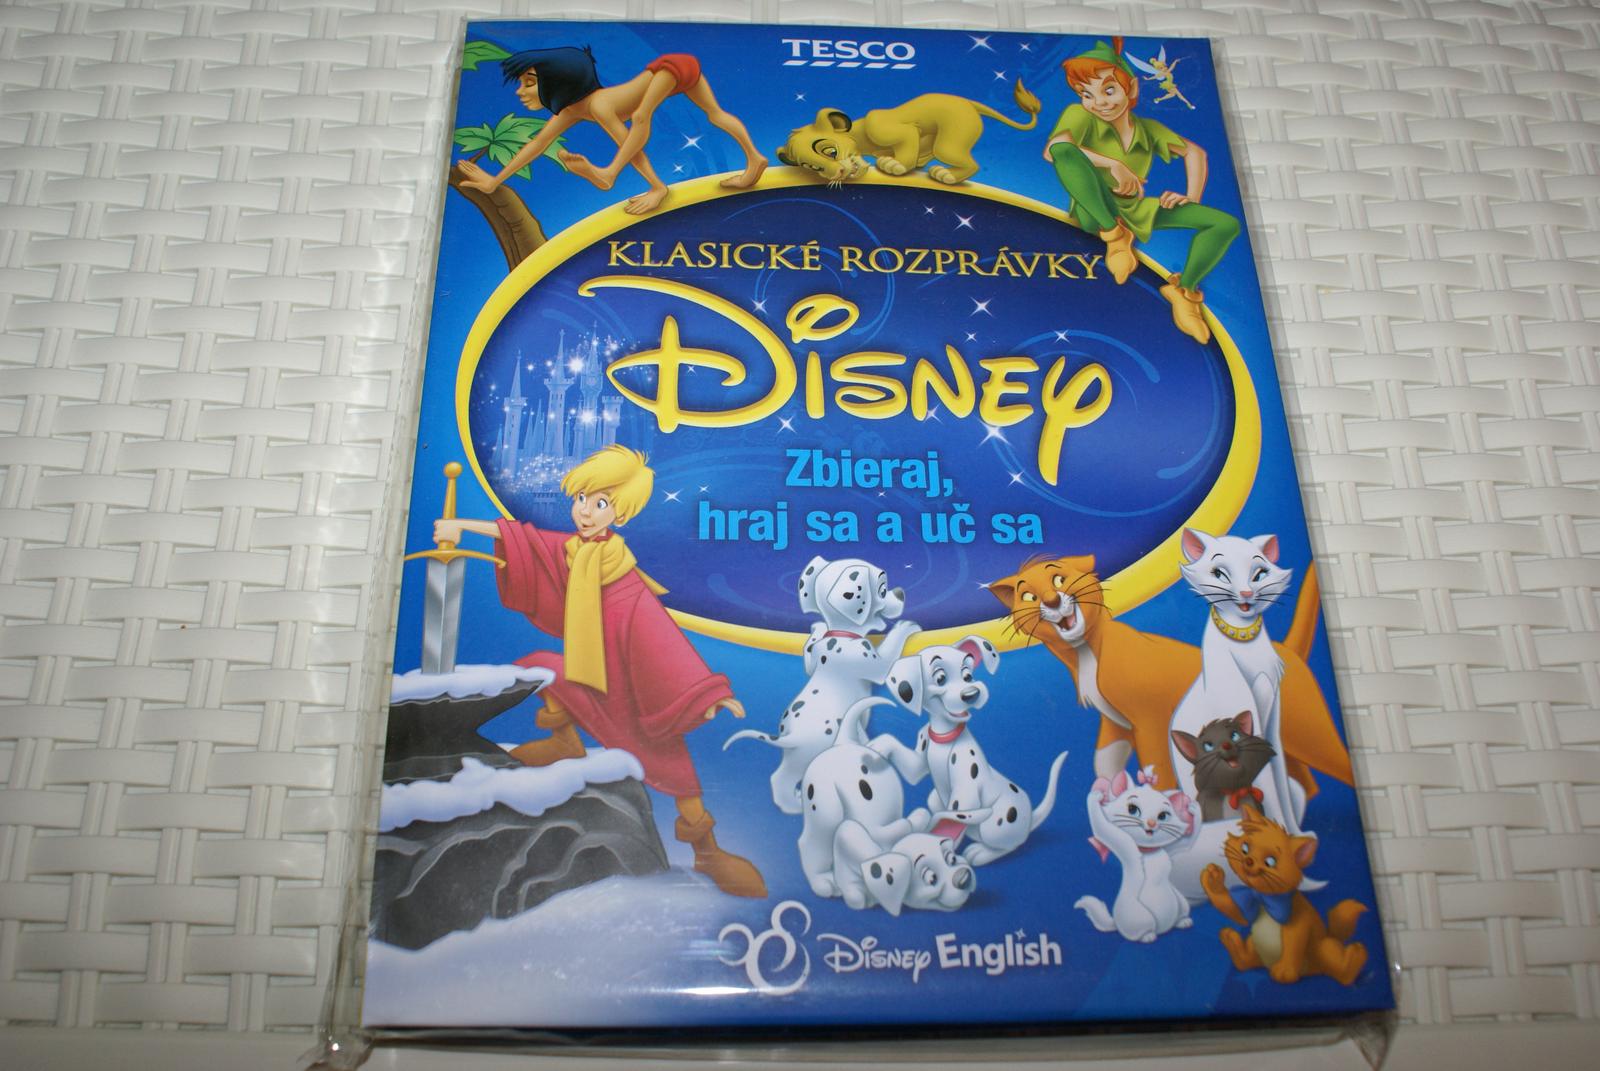 TESCO
KLASICKÉ ROZPRÁVKY
DISNEY
Zbieraj,
hraj sa a uč sa
DISNEY English